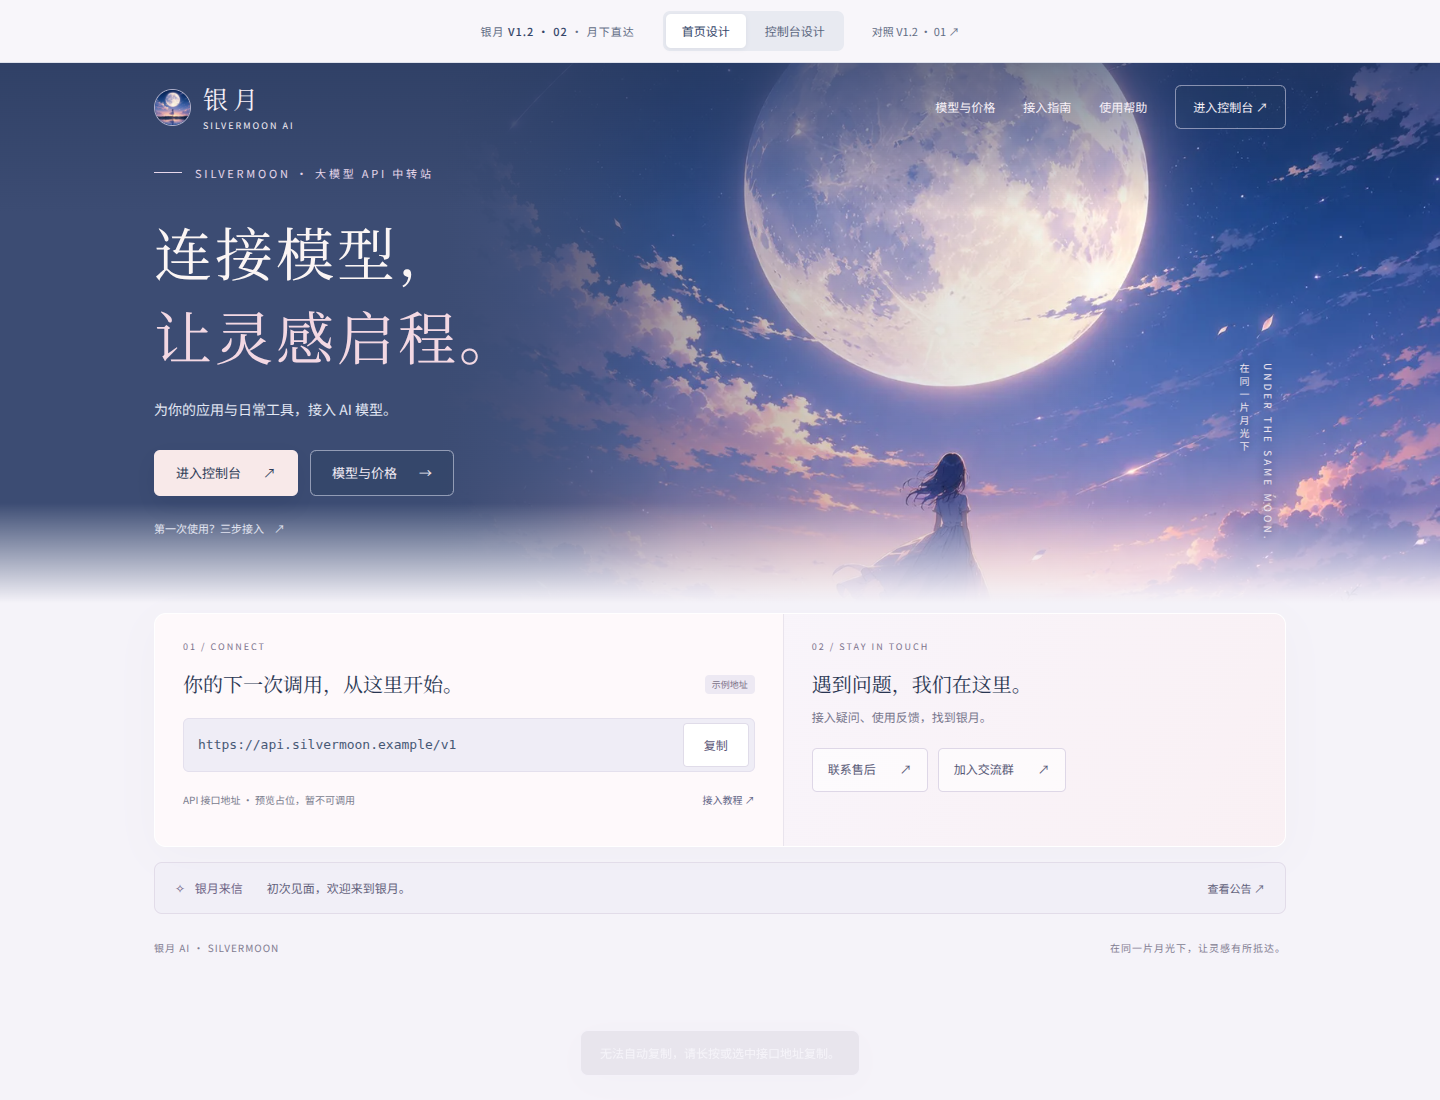 银月 V1.2 · 02 · 月下直达
首页设计
控制台设计
对照 V1.2 · 01 ↗
银月
SILVERMOON AI
模型与价格
接入指南
使用帮助
进入控制台 ↗
SILVERMOON · 大模型 API 中转站
连接模型，
让灵感启程。
为你的应用与日常工具，接入 AI 模型。
进入控制台 ↗
模型与价格 →
第一次使用？三步接入 ↗
在同一片月光下
UNDER THE SAME MOON.
01 / CONNECT
你的下一次调用，从这里开始。
示例地址
https://api.silvermoon.example/v1
复制
API 接口地址 · 预览占位，暂不可调用
接入教程 ↗
02 / STAY IN TOUCH
遇到问题，我们在这里。
接入疑问、使用反馈，找到银月。
联系售后 ↗
加入交流群 ↗
✧ 银月来信 初次见面，欢迎来到银月。
查看公告 ↗
银月 AI · SILVERMOON
在同一片月光下，让灵感有所抵达。
无法自动复制，请长按或选中接口地址复制。